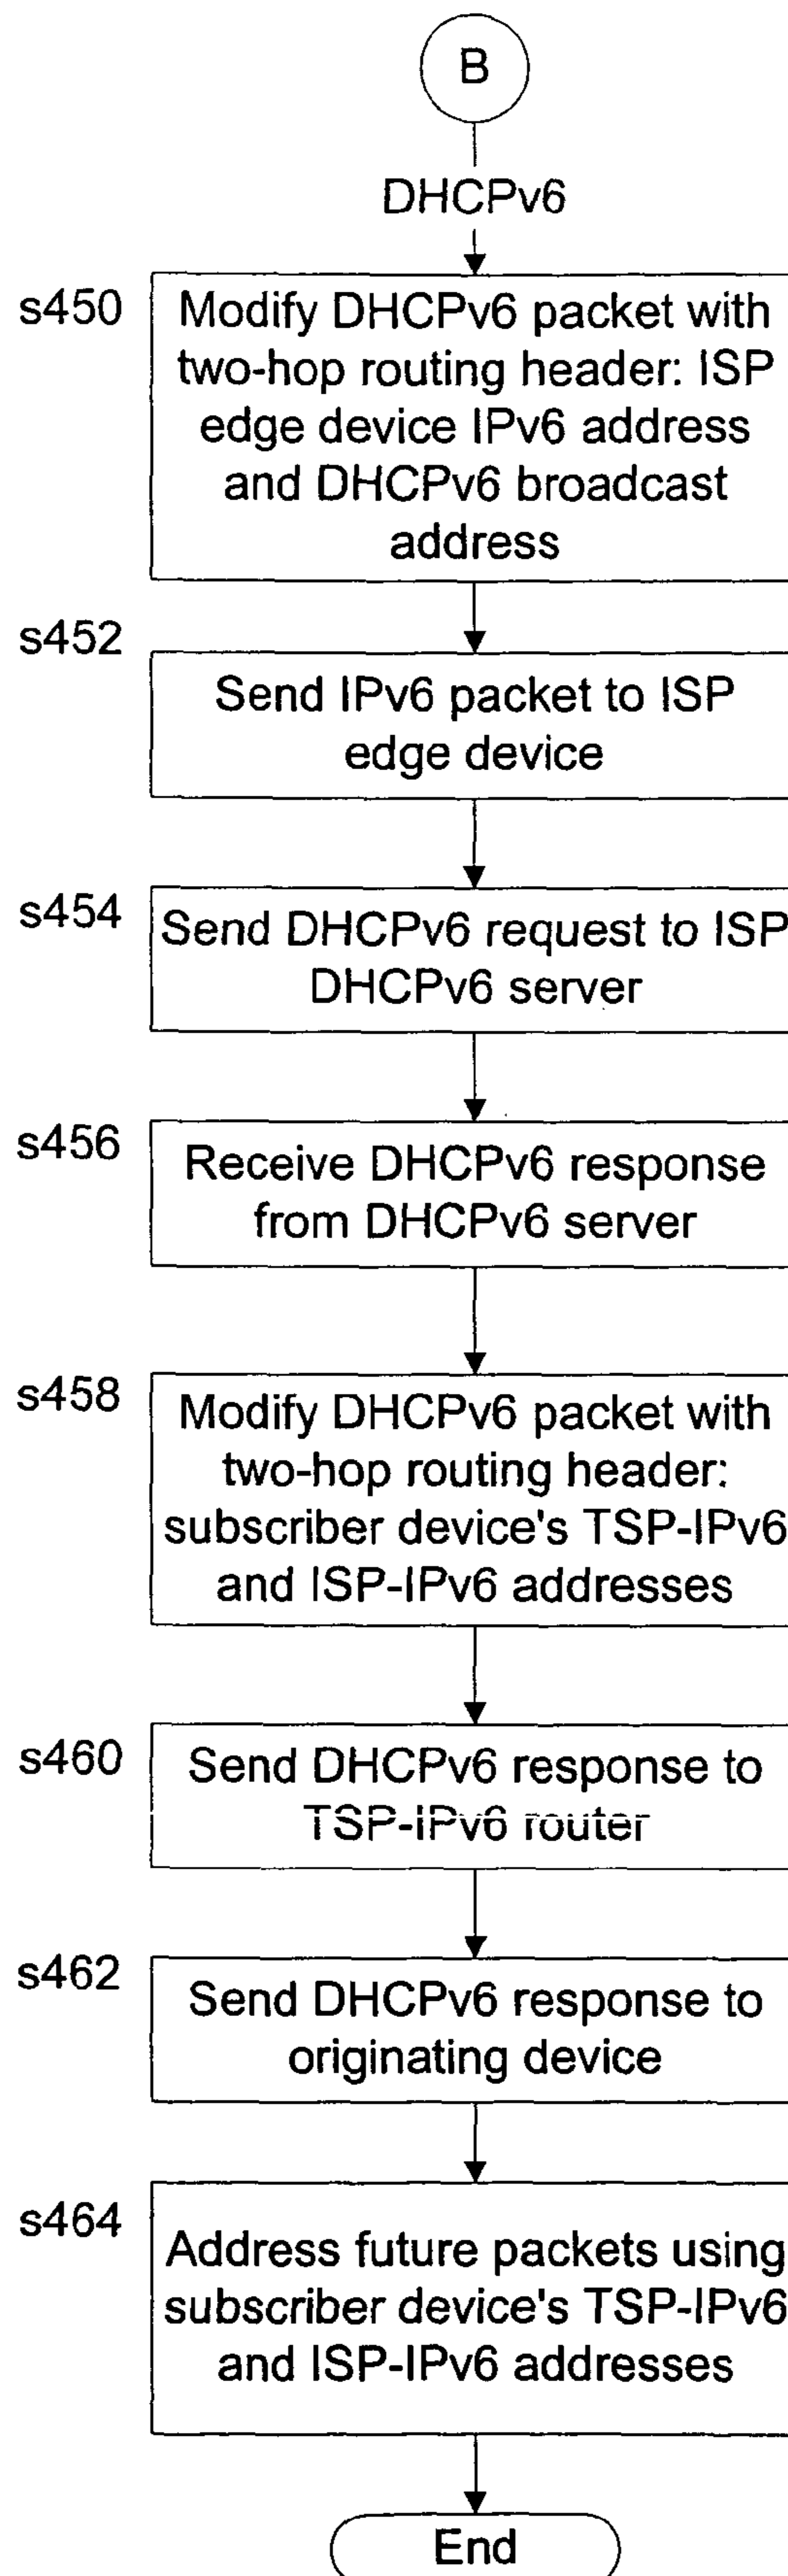 B
DHCPv6
s450
Modify DHCPv6 packet with
two-hop routing header: ISP
edge device IPv6 address
and DHCPv6 broadcast
address
s452
Send IPv6 packet to ISP
edge device
s454
Send DHCPv6 request to ISP
DHCPv6 server
s456
Receive DHCPv6 response
from DHCPv6 server
s458
Modify DHCPv6 packet with
two-hop routing header:
subscriber device's TSP-IPv6
and ISP-IPv6 addresses
s460
Send DHCPv6 response to
TSP-IPv6 router
s462
Send DHCPv6 response to
originating device
s464
Address future packets using
subscriber device's TSP-IPv6
and ISP-IPv6 addresses
End